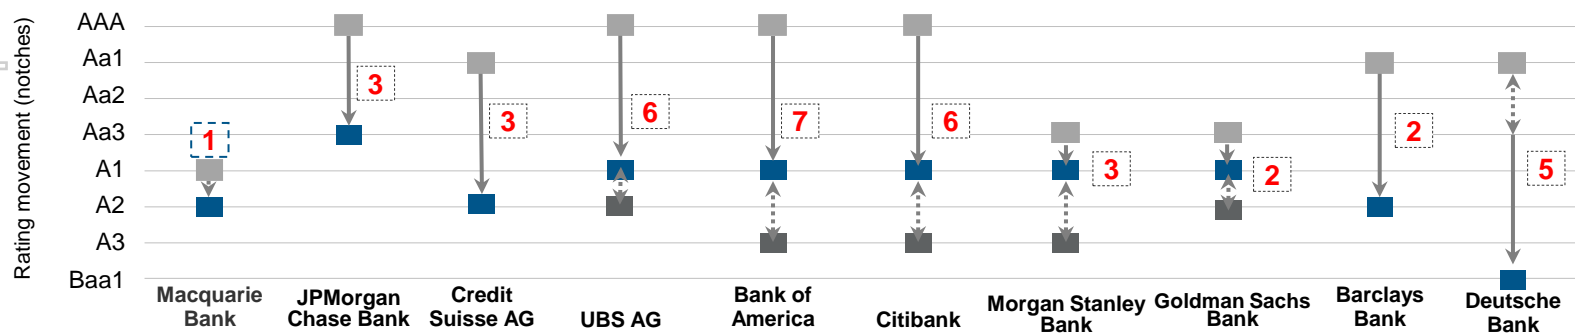 Rating movement (notches)
AAA
Aa1
Aa2
Aa3
A1
A2
A3
Baa1
1
3
3
6
7
6
3
2
2
5
Macquarie
Bank
JPMorgan
Chase Bank
Credit
Suisse AG
UBS AG
Bank of
America
Citibank
Morgan Stanley
Bank
Goldman Sachs
Bank
Barclays
Bank
Deutsche
Bank